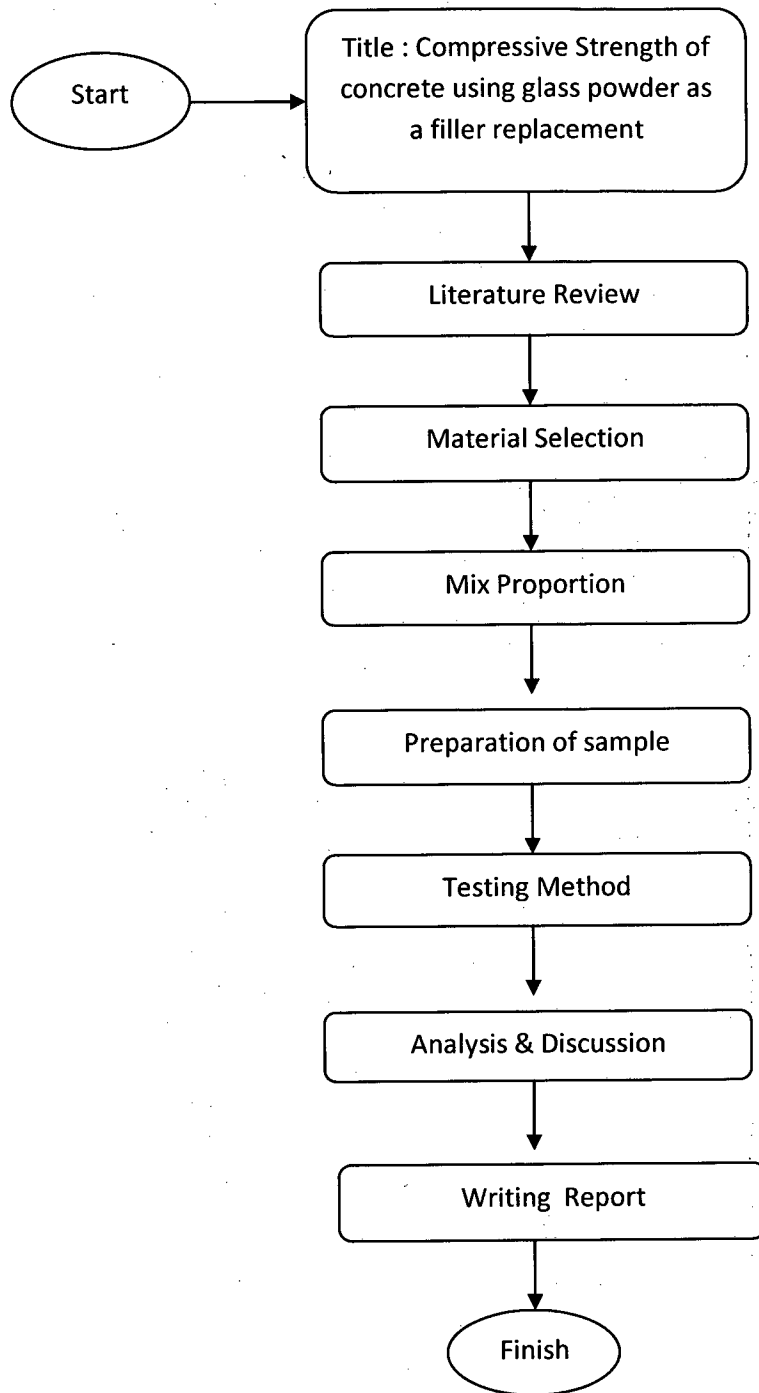 Start
Title : Compressive Strength of
concrete using glass powder as
a filler replacement
Literature Review
Material Selection
Mix Proportion
Preparation of sample
Testing Method
Analysis & Discussion
Writing Report
Finish